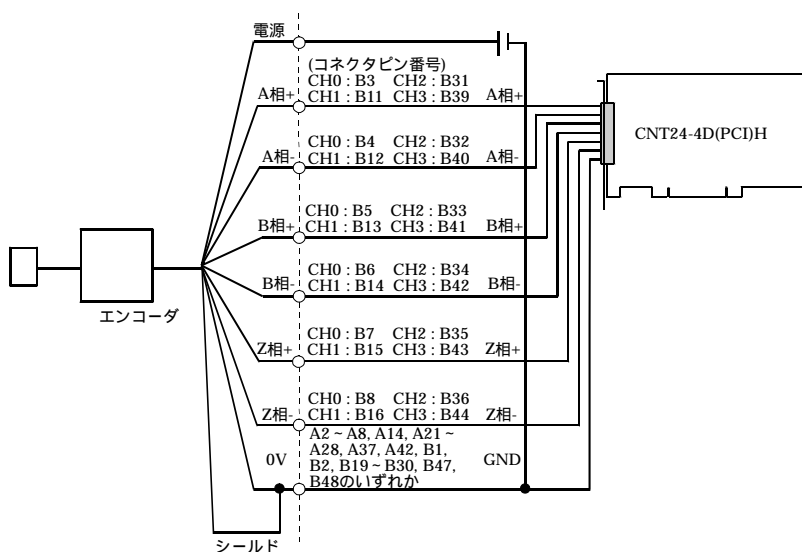 電源
(コネクタピン番号)
CH0 : B3 CH2 : B31
A相+ CH1 : B11 CH3 : B39 A相+
CNT24-4D(PCI)H
CH0 : B4 CH2 : B32
A相- CH1 : B12 CH3 : B40 A相-
CH0 : B5 CH2 : B33
B相+ CH1 : B13 CH3 : B41 B相+
CH0 : B6 CH2 : B34
B相- CH1 : B14 CH3 : B42 B相-
エンコーダ
CH0 : B7 CH2 : B35
Z相+ CH1 : B15 CH3 : B43 Z相+
CH0 : B8 CH2 : B36
Z相- CH1 : B16 CH3 : B44 Z相-
A2 ~ A8, A14, A21 ~
0V A28, A37, A42, B1, GND
B2, B19 ~ B30, B47,
B48のいずれか
シールド